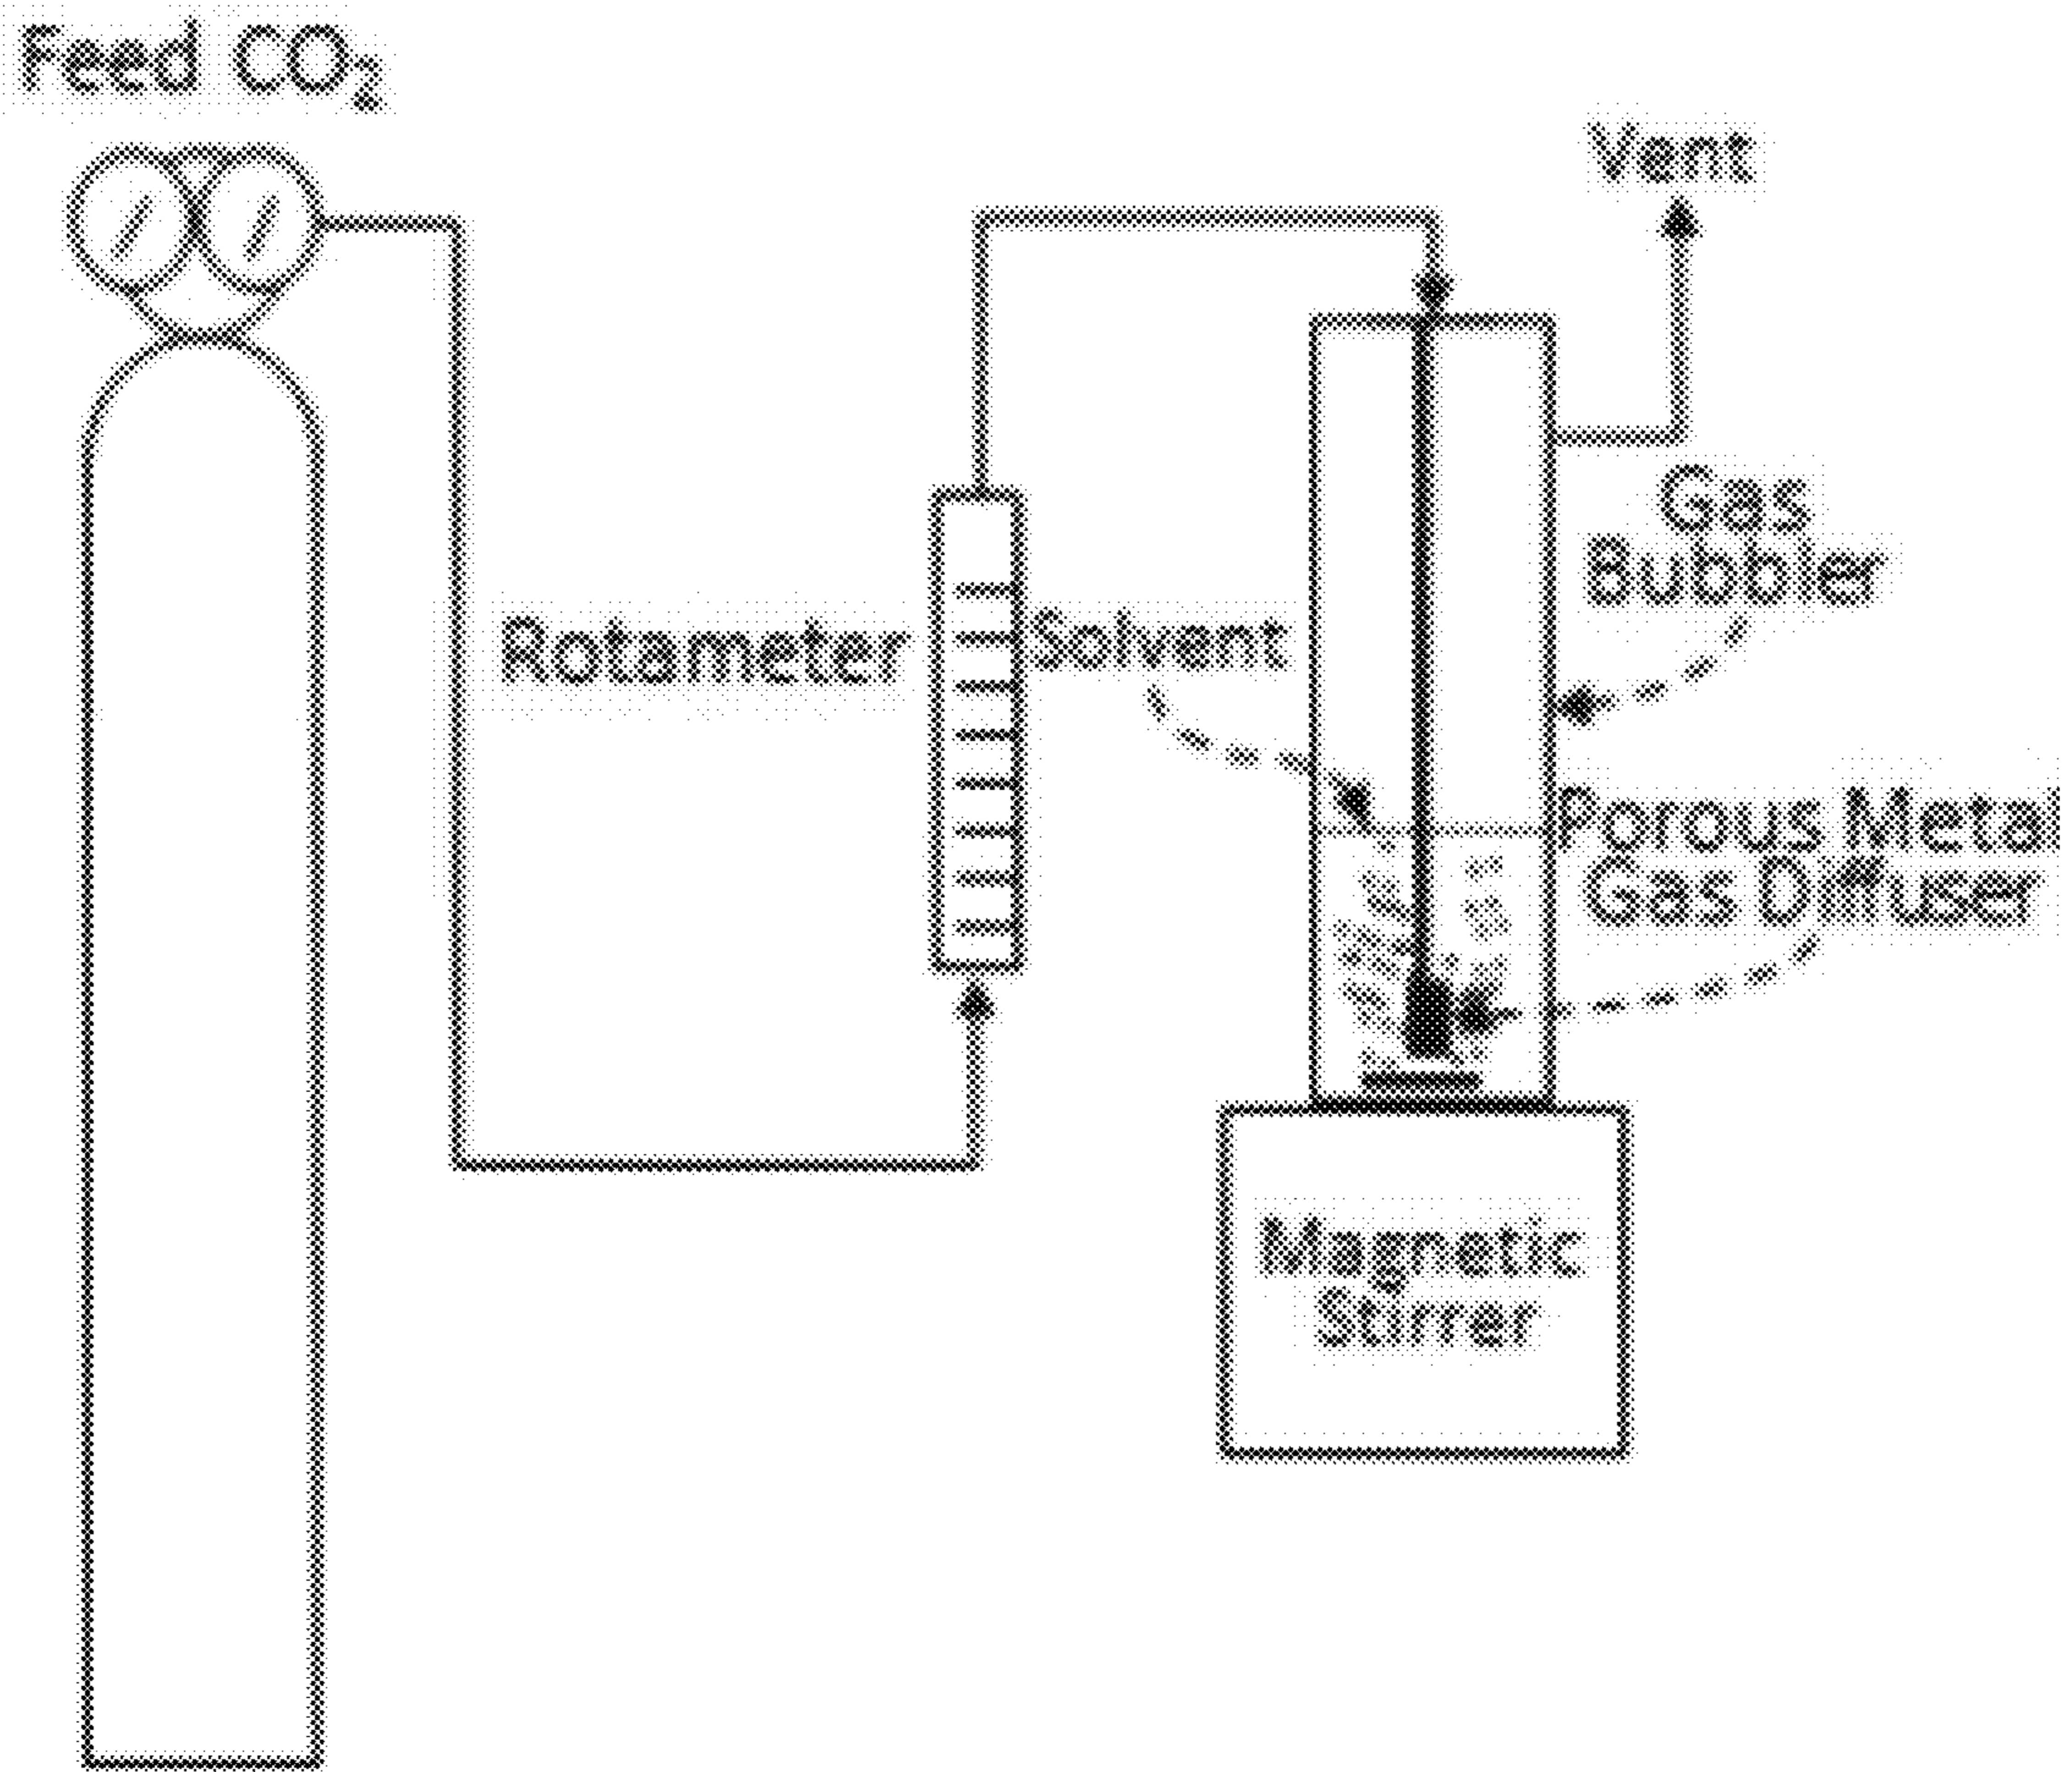 Feed CO₂
Vent
Gas
Bubbler
Rotameter
Solvent
Porous Metal
Gas Diffuser
Magnetic
Stirrer